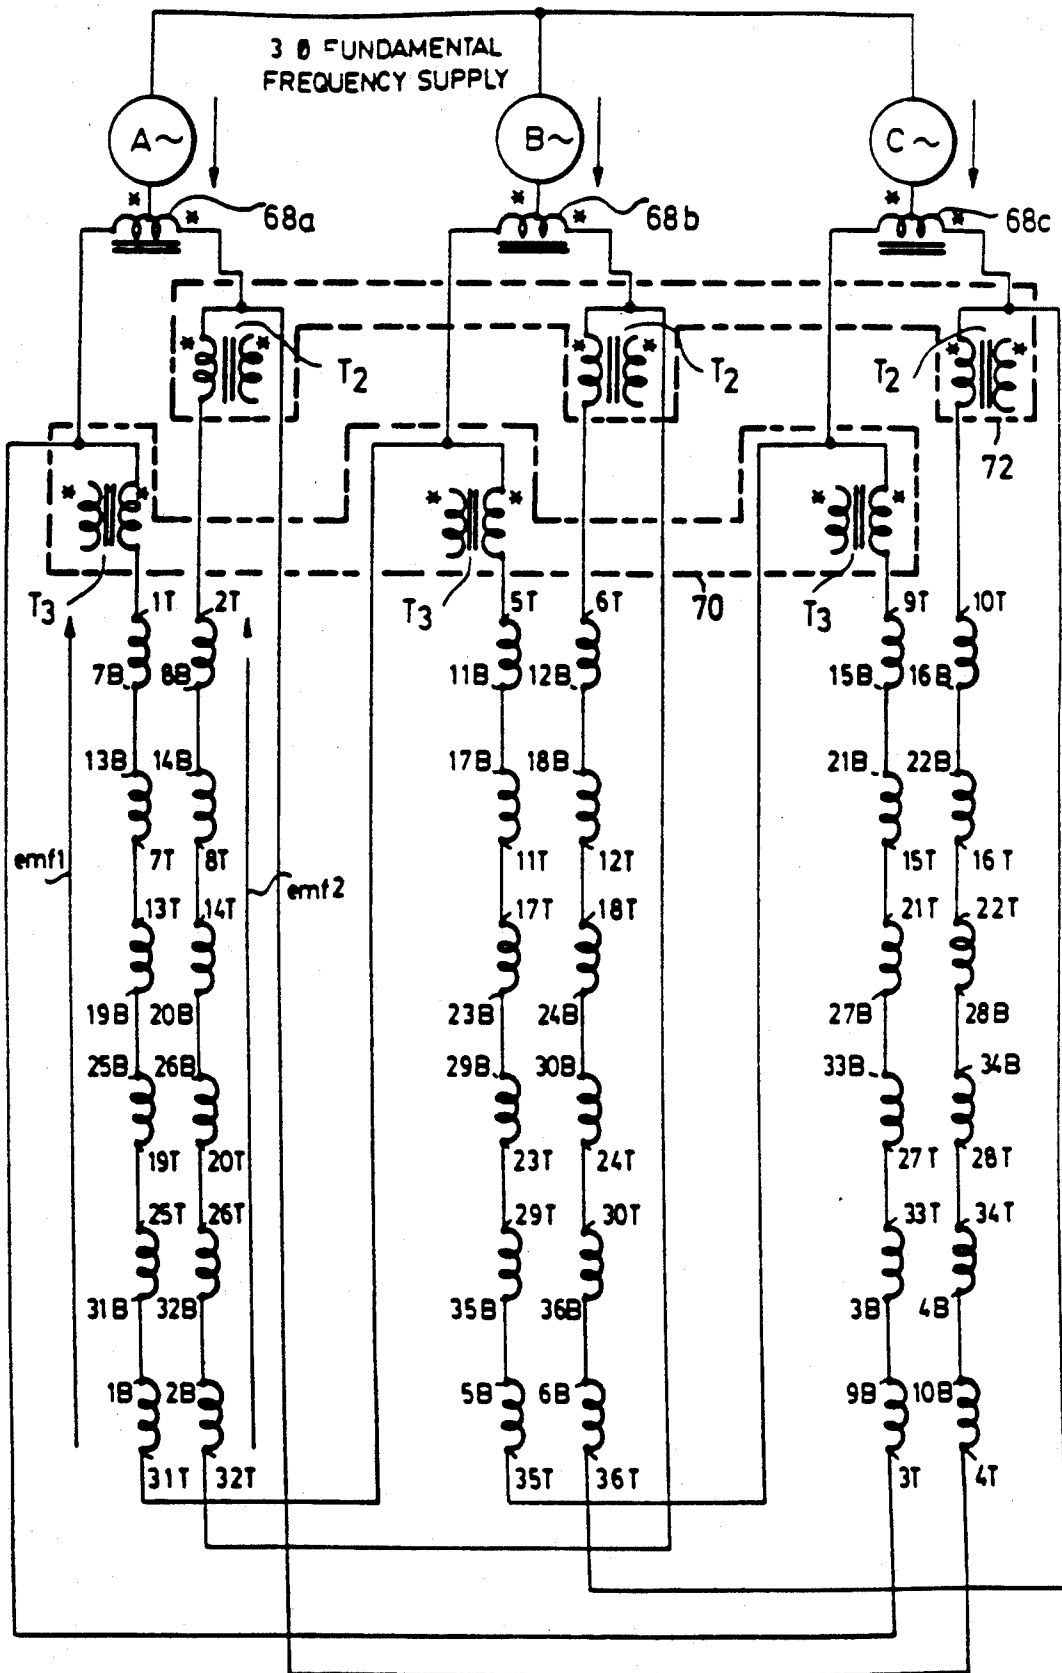 3 Ø FUNDAMENTAL
FREQUENCY SUPPLY
A~ B~ C~
* * 68a * * 68b * * 68c
* * T2 * * T2 T2 * *
72
* * * * * *
T3 T3 70 T3
1T 2T 5T 6T 9T 10T
7B 8B 11B 12B 15B 16B
13B 14B 17B 18B 21B 22B
emf1 7T 8T 11T 12T 15T 16T
emf2
13T 14T 17T 18T 21T 22T
19B 20B 23B 24B 27B 28B
25B 26B 29B 30B 33B 34B
19T 20T 23T 24T 27T 28T
25T 26T 29T 30T 33T 34T
31B 32B 35B 36B 3B 4B
1B 2B 5B 6B 9B 10B
31T 32T 35T 36T 3T 4T